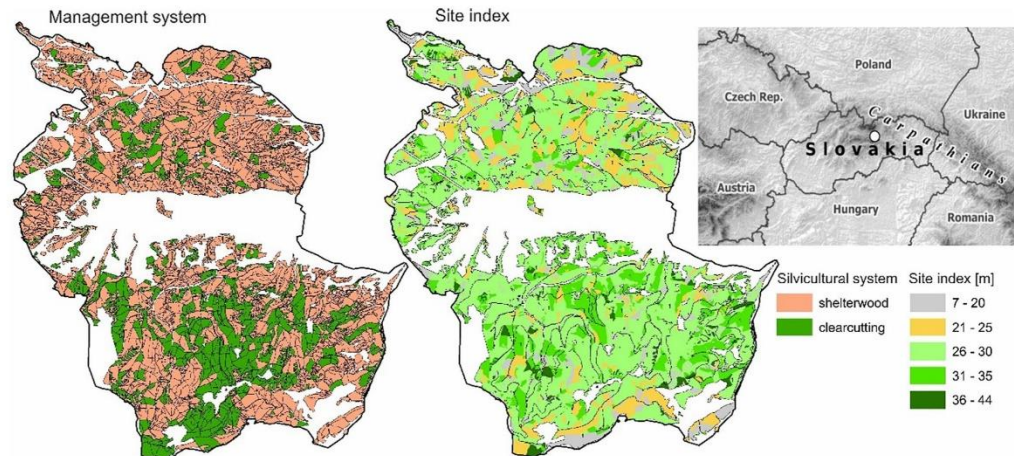 Management system
Site index
Poland
Czech Rep.
Carpathians
Ukraine
Slovakia
Austria
Hungary
Romania
Silvicultural system
shelterwood
clearcutting
Site index [m]
7 - 20
21 - 25
26 - 30
31 - 35
36 - 44